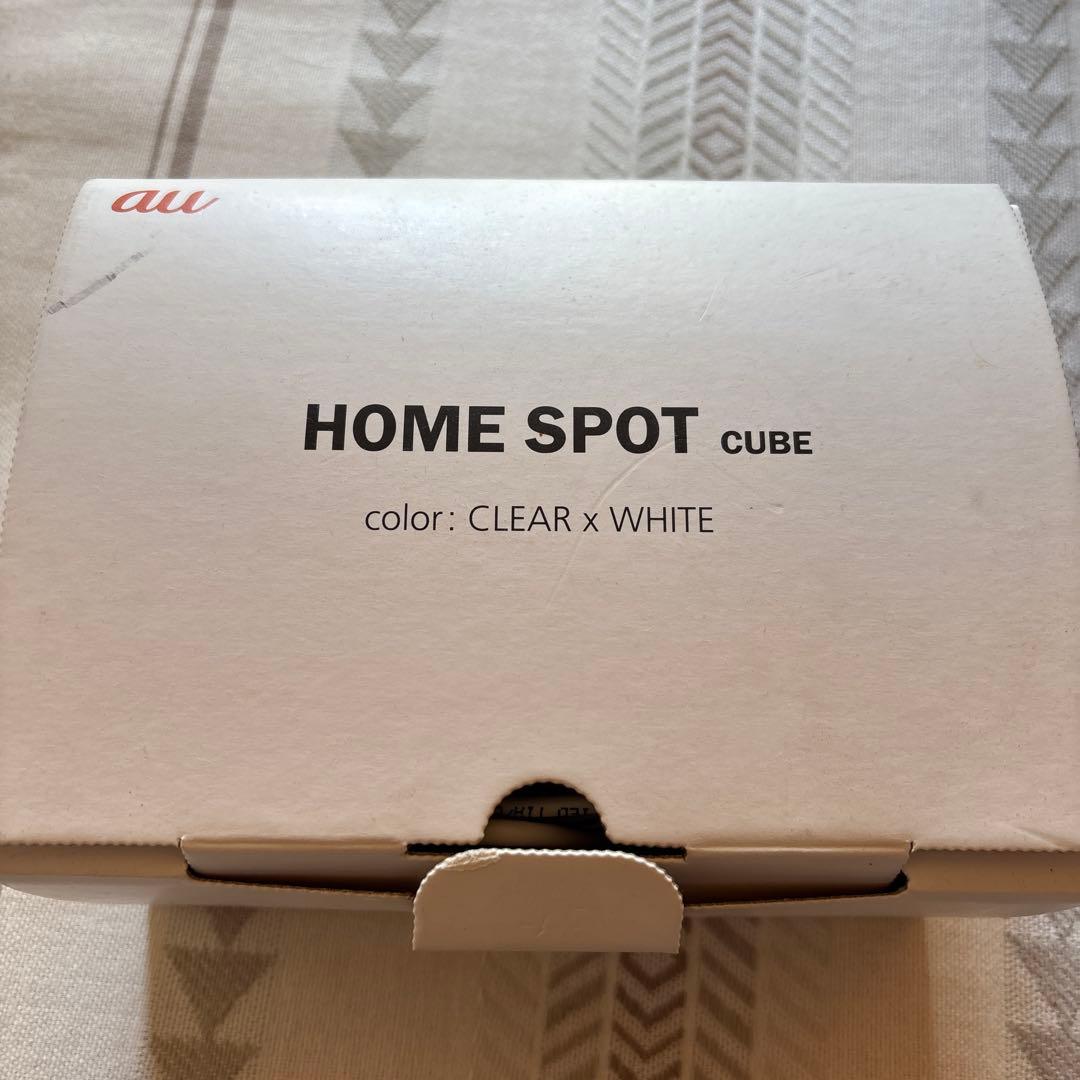 au
HOME SPOT CUBE
color: CLEAR x WHITE